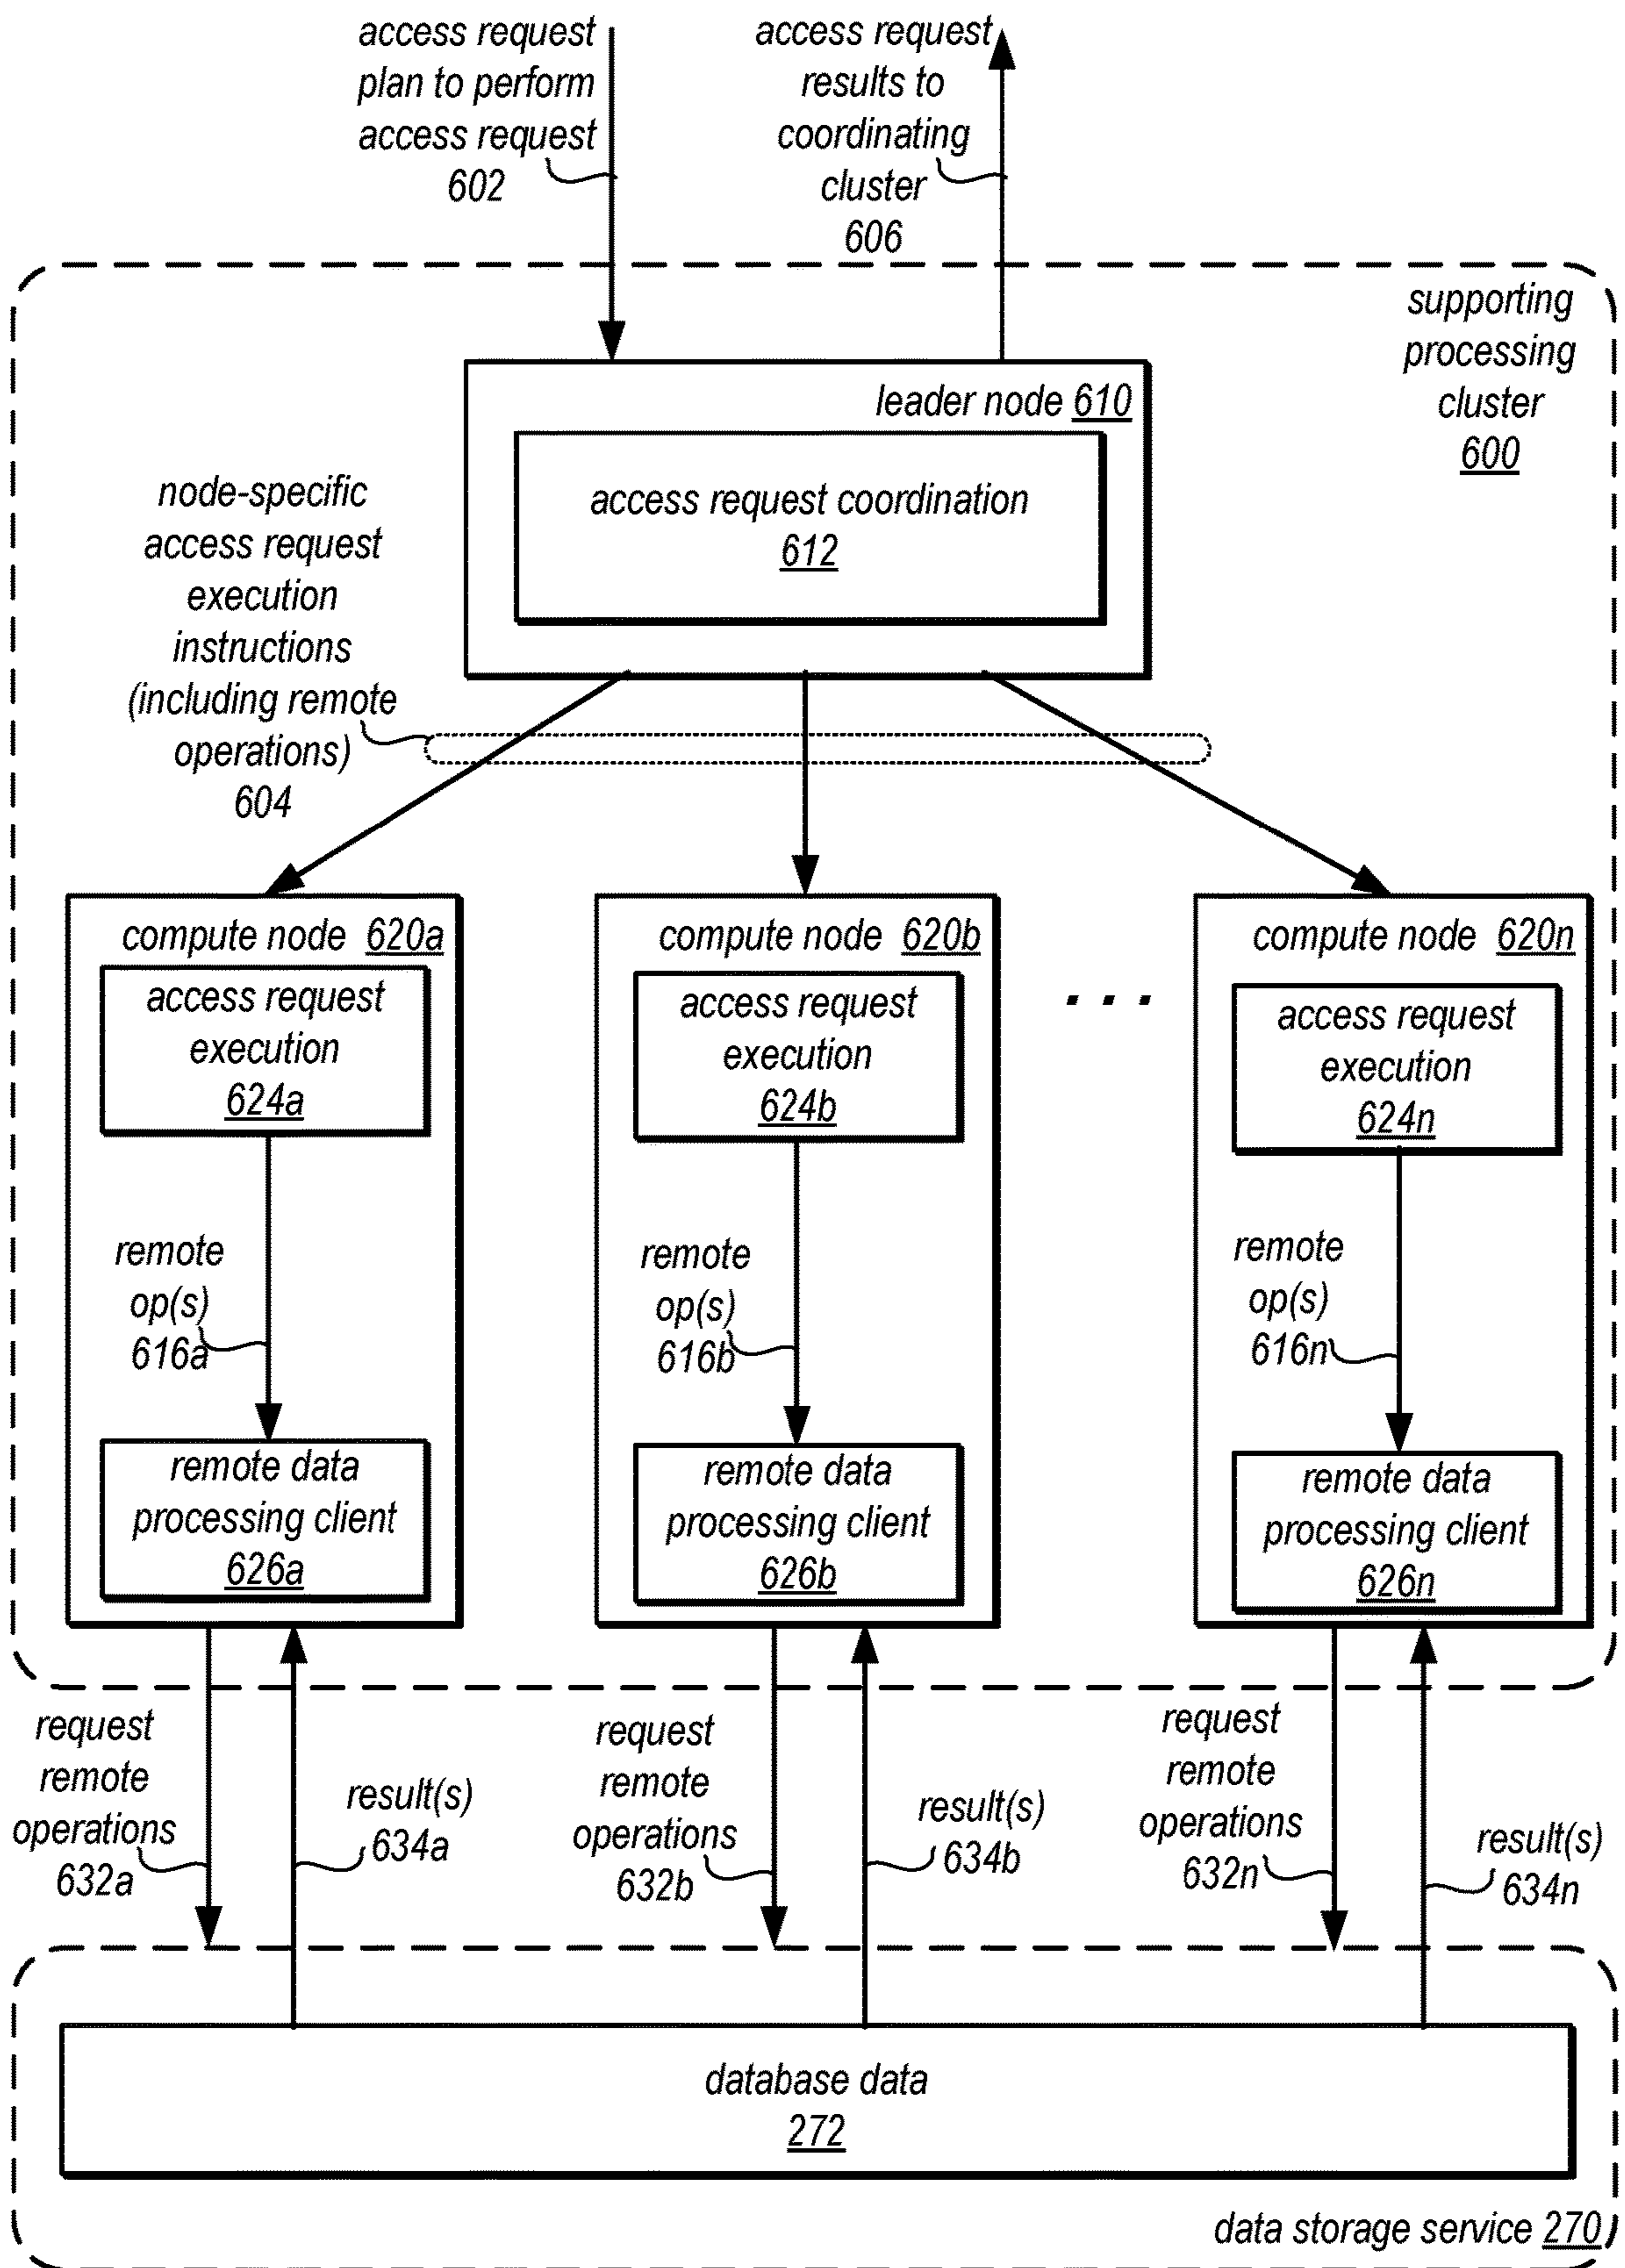 access request
plan to perform
access request
602
access request
results to
coordinating
cluster
606
supporting
processing
cluster
600
leader node 610
access request coordination
612
node-specific
access request
execution
instructions
(including remote
operations)
604
compute node 620a
access request
execution
624a
remote
op(s)
616a
remote data
processing client
626a
compute node 620b
access request
execution
624b
remote
op(s)
616b
remote data
processing client
626b
. . .
compute node 620n
access request
execution
624n
remote
op(s)
616n
remote data
processing client
626n
request
remote
operations
632a
result(s)
634a
request
remote
operations
632b
result(s)
634b
request
remote
operations
632n
result(s)
634n
database data
272
data storage service 270